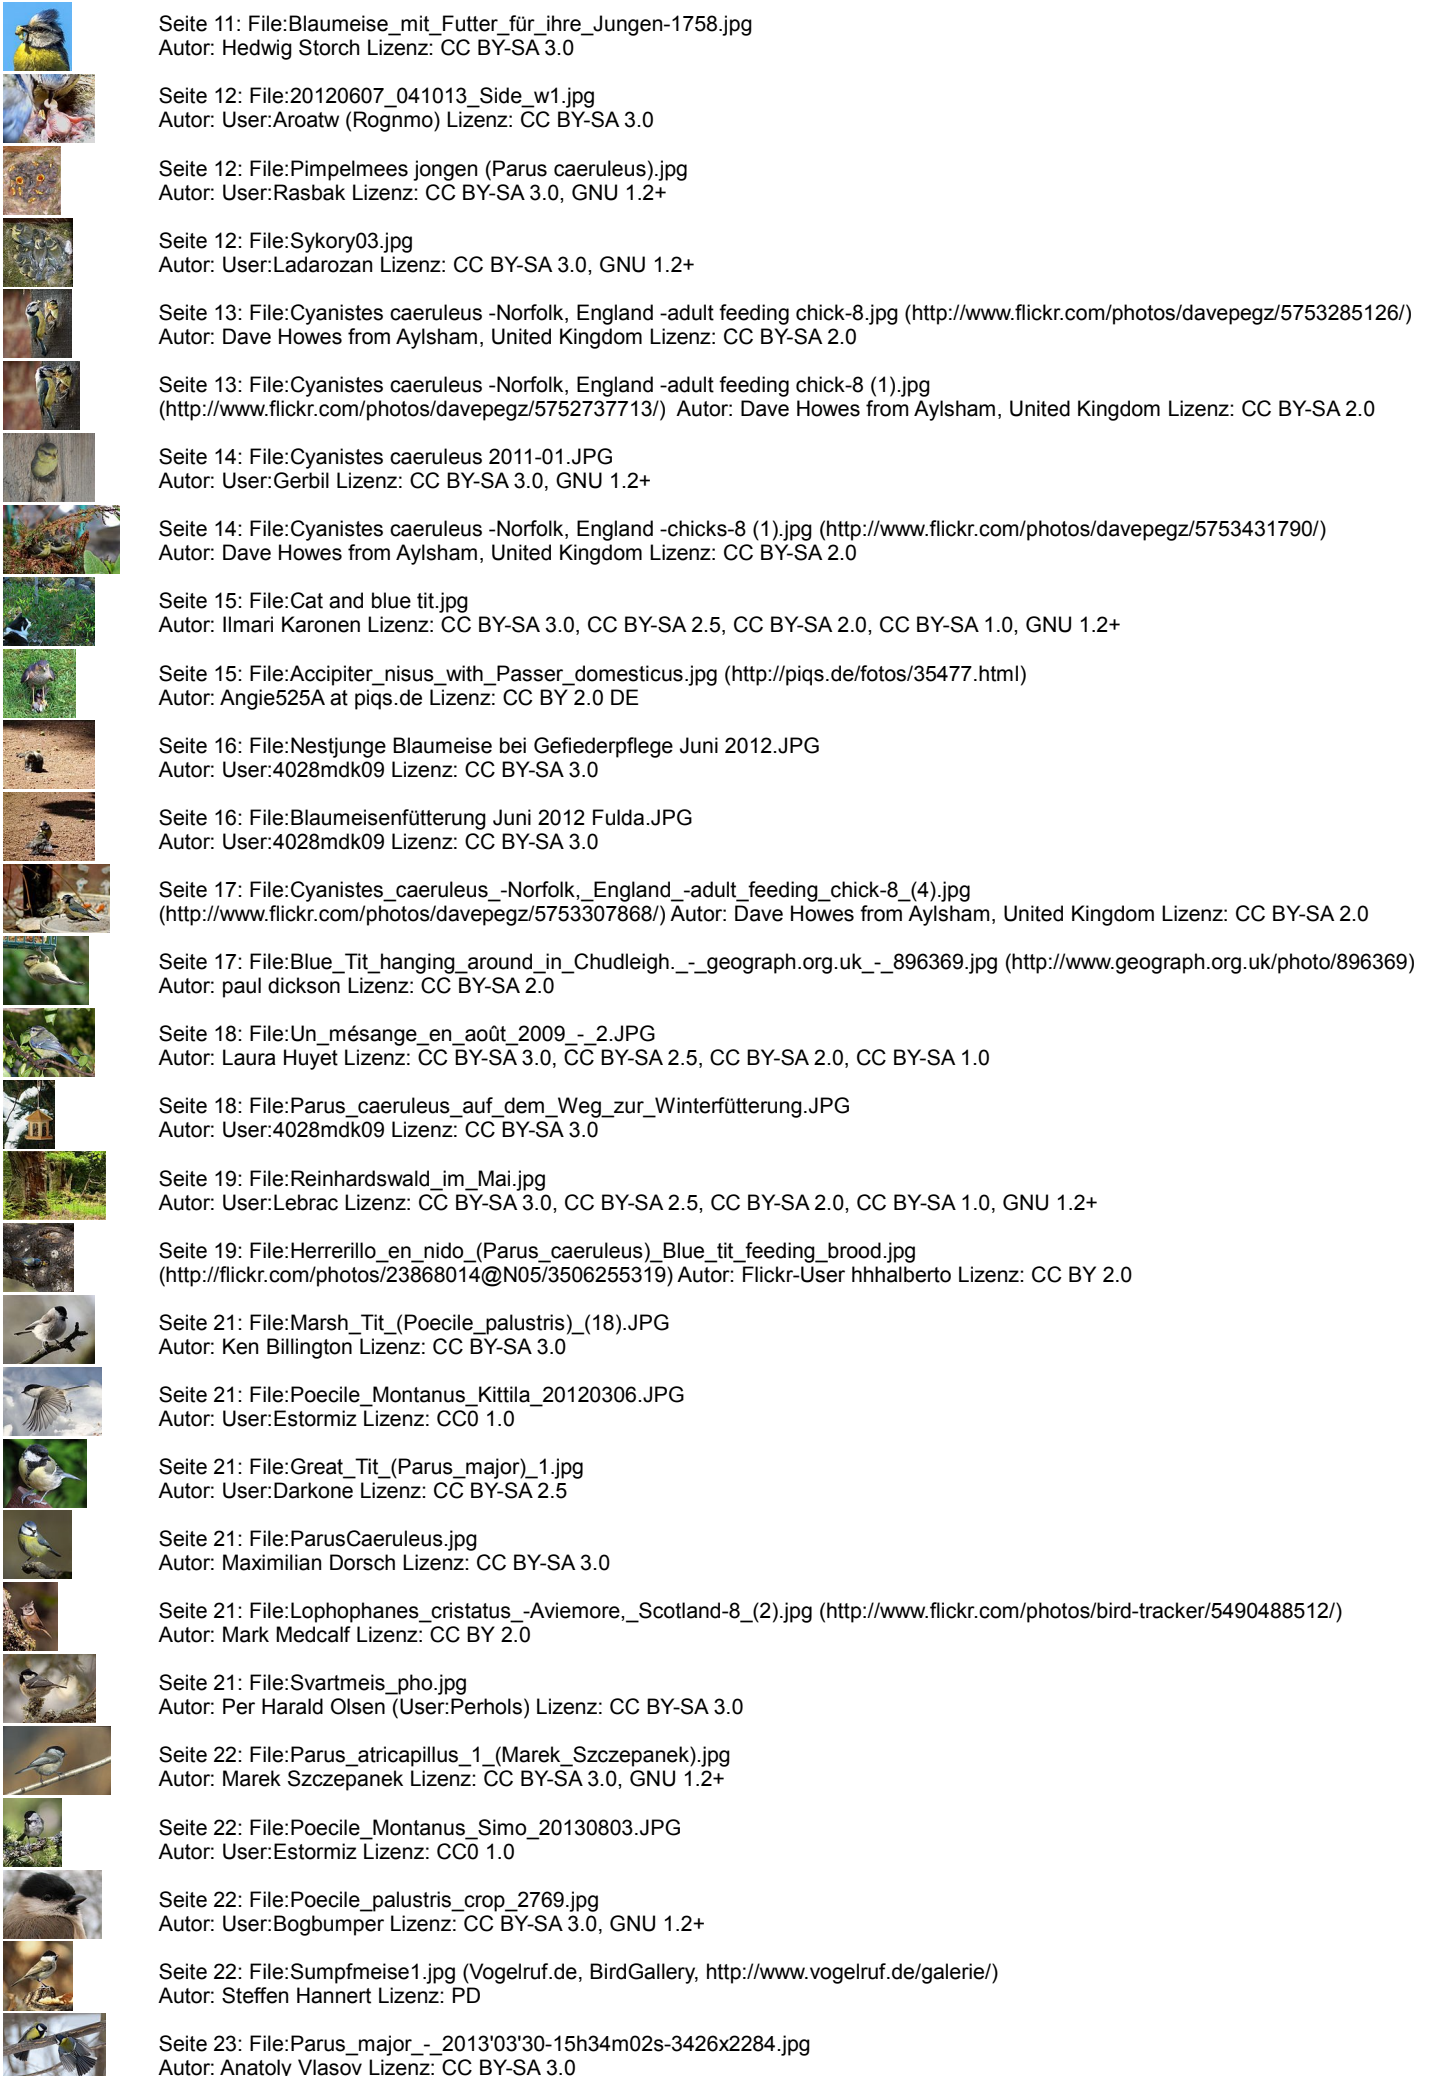 Seite 11: File:Blaumeise_mit_Futter_für_ihre_Jungen-1758.jpg
Autor: Hedwig Storch Lizenz: CC BY-SA 3.0
Seite 12: File:20120607_041013_Side_w1.jpg
Autor: User:Aroatw (Rognmo) Lizenz: CC BY-SA 3.0
Seite 12: File:Pimpelmees jongen (Parus caeruleus).jpg
Autor: User:Rasbak Lizenz: CC BY-SA 3.0, GNU 1.2+
Seite 12: File:Sykory03.jpg
Autor: User:Ladarozan Lizenz: CC BY-SA 3.0, GNU 1.2+
Seite 13: File:Cyanistes caeruleus -Norfolk, England -adult feeding chick-8.jpg (http://www.flickr.com/photos/davepegz/5753285126/)
Autor: Dave Howes from Aylsham, United Kingdom Lizenz: CC BY-SA 2.0
Seite 13: File:Cyanistes caeruleus -Norfolk, England -adult feeding chick-8 (1).jpg
(http://www.flickr.com/photos/davepegz/5752737713/)  Autor: Dave Howes from Aylsham, United Kingdom Lizenz: CC BY-SA 2.0
Seite 14: File:Cyanistes caeruleus 2011-01.JPG
Autor: User:Gerbil Lizenz: CC BY-SA 3.0, GNU 1.2+
Seite 14: File:Cyanistes caeruleus -Norfolk, England -chicks-8 (1).jpg (http://www.flickr.com/photos/davepegz/5753431790/)
Autor: Dave Howes from Aylsham, United Kingdom Lizenz: CC BY-SA 2.0
Seite 15: File:Cat and blue tit.jpg
Autor: Ilmari Karonen Lizenz: CC BY-SA 3.0, CC BY-SA 2.5, CC BY-SA 2.0, CC BY-SA 1.0, GNU 1.2+
Seite 15: File:Accipiter_nisus_with_Passer_domesticus.jpg (http://piqs.de/fotos/35477.html)
Autor: Angie525A at piqs.de Lizenz: CC BY 2.0 DE
Seite 16: File:Nestjunge Blaumeise bei Gefiederpflege Juni 2012.JPG
Autor: User:4028mdk09 Lizenz: CC BY-SA 3.0
Seite 16: File:Blaumeisenfütterung Juni 2012 Fulda.JPG
Autor: User:4028mdk09 Lizenz: CC BY-SA 3.0
Seite 17: File:Cyanistes_caeruleus_-Norfolk,_England_-adult_feeding_chick-8_(4).jpg
(http://www.flickr.com/photos/davepegz/5753307868/) Autor: Dave Howes from Aylsham, United Kingdom Lizenz: CC BY-SA 2.0
Seite 17: File:Blue_Tit_hanging_around_in_Chudleigh._-_geograph.org.uk_-_896369.jpg (http://www.geograph.org.uk/photo/896369)
Autor: paul dickson Lizenz: CC BY-SA 2.0
Seite 18: File:Un_mésange_en_août_2009_-_2.JPG
Autor: Laura Huyet Lizenz: CC BY-SA 3.0, CC BY-SA 2.5, CC BY-SA 2.0, CC BY-SA 1.0
Seite 18: File:Parus_caeruleus_auf_dem_Weg_zur_Winterfütterung.JPG
Autor: User:4028mdk09 Lizenz: CC BY-SA 3.0
Seite 19: File:Reinhardswald_im_Mai.jpg
Autor: User:Lebrac Lizenz: CC BY-SA 3.0, CC BY-SA 2.5, CC BY-SA 2.0, CC BY-SA 1.0, GNU 1.2+
Seite 19: File:Herrerillo_en_nido_(Parus_caeruleus)_Blue_tit_feeding_brood.jpg
(http://flickr.com/photos/23868014@N05/3506255319) Autor: Flickr-User hhhalberto Lizenz: CC BY 2.0
Seite 21: File:Marsh_Tit_(Poecile_palustris)_(18).JPG
Autor: Ken Billington Lizenz: CC BY-SA 3.0
Seite 21: File:Poecile_Montanus_Kittila_20120306.JPG
Autor: User:Estormiz Lizenz: CC0 1.0
Seite 21: File:Great_Tit_(Parus_major)_1.jpg
Autor: User:Darkone Lizenz: CC BY-SA 2.5
Seite 21: File:ParusCaeruleus.jpg
Autor: Maximilian Dorsch Lizenz: CC BY-SA 3.0
Seite 21: File:Lophophanes_cristatus_-Aviemore,_Scotland-8_(2).jpg (http://www.flickr.com/photos/bird-tracker/5490488512/)
Autor: Mark Medcalf Lizenz: CC BY 2.0
Seite 21: File:Svartmeis_pho.jpg
Autor: Per Harald Olsen (User:Perhols) Lizenz: CC BY-SA 3.0
Seite 22: File:Parus_atricapillus_1_(Marek_Szczepanek).jpg
Autor: Marek Szczepanek Lizenz: CC BY-SA 3.0, GNU 1.2+
Seite 22: File:Poecile_Montanus_Simo_20130803.JPG
Autor: User:Estormiz Lizenz: CC0 1.0
Seite 22: File:Poecile_palustris_crop_2769.jpg
Autor: User:Bogbumper Lizenz: CC BY-SA 3.0, GNU 1.2+
Seite 22: File:Sumpfmeise1.jpg (Vogelruf.de, BirdGallery, http://www.vogelruf.de/galerie/)
Autor: Steffen Hannert Lizenz: PD
Seite 23: File:Parus_major_-_2013'03'30-15h34m02s-3426x2284.jpg
Autor: Anatoly Vlasov Lizenz: CC BY-SA 3.0